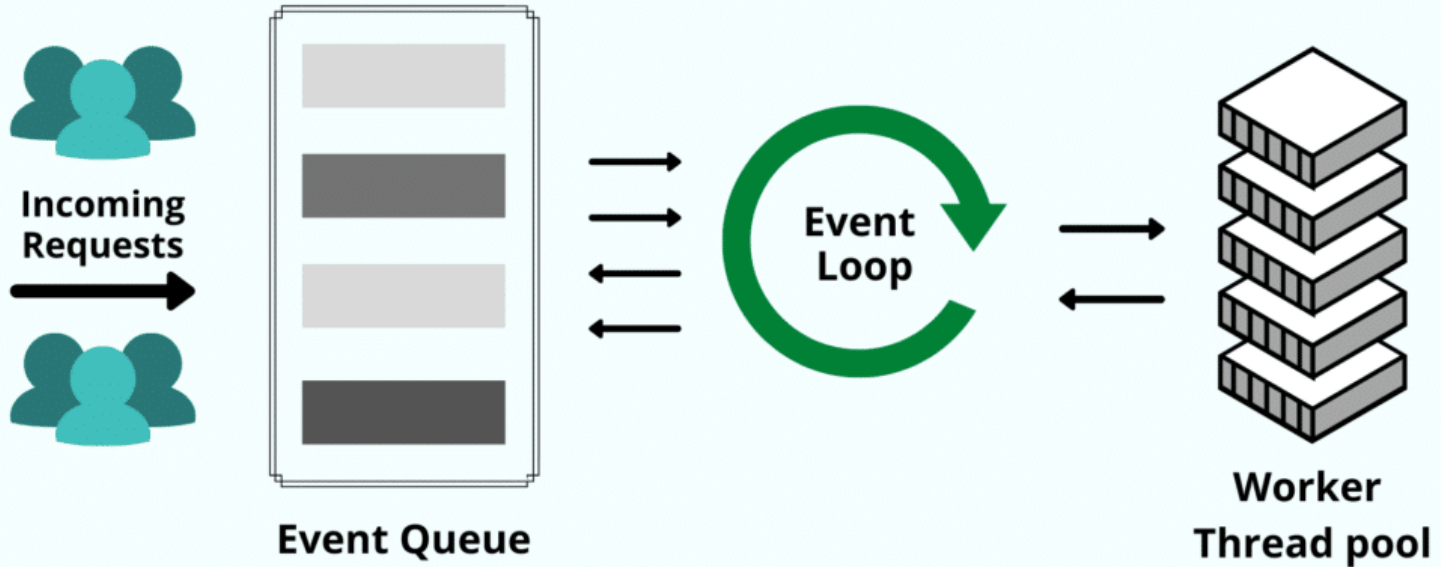 Incoming
Requests
Event Queue
Event
Loop
Worker
Thread pool